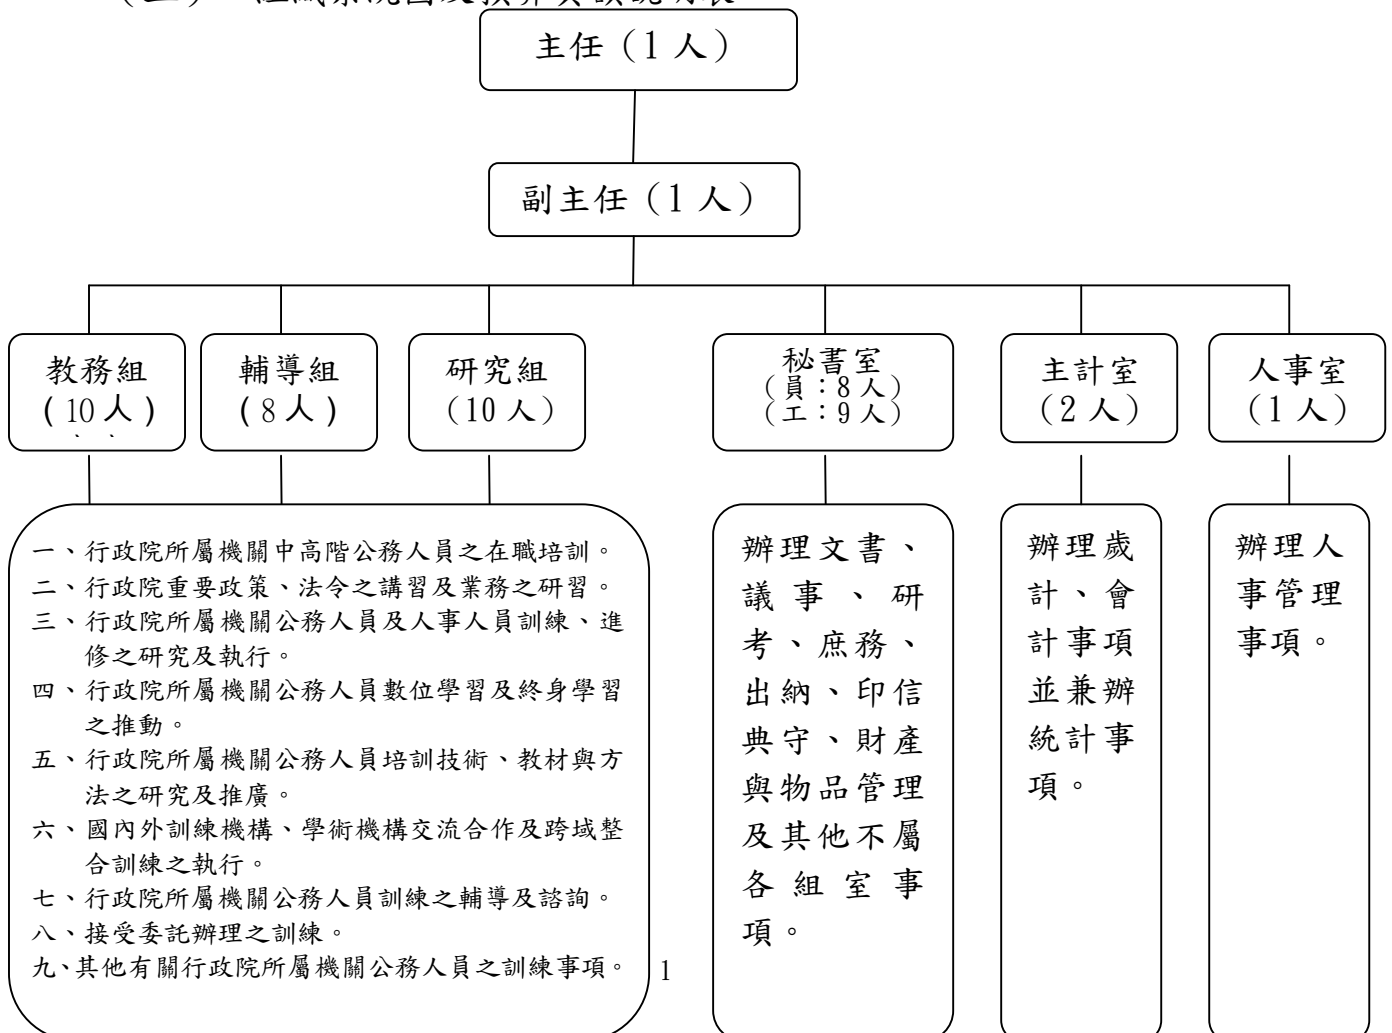 主任（1 人）
副主任（1 人）
教務組
（10 人）
輔導組
（8 人）
研究組
（10 人）
秘書室
（員：8 人）
（工：9 人）
主計室
（2 人）
人事室
（1 人）
一、行政院所屬機關中高階公務人員之在職培訓。
二、行政院重要政策、法令之講習及業務之研習。
三、行政院所屬機關公務人員及人事人員訓練、進
修之研究及執行。
四、行政院所屬機關公務人員數位學習及終身學習
之推動。
五、行政院所屬機關公務人員培訓技術、教材與方
法之研究及推廣。
六、國內外訓練機構、學術機構交流合作及跨域整
合訓練之執行。
七、行政院所屬機關公務人員訓練之輔導及諮詢。
八、接受委託辦理之訓練。
九、其他有關行政院所屬機關公務人員之訓練事項。
辦理文書、
議事、研
考、庶務、
出納、印信
典守、財產
與物品管理
及其他不屬
各組室事
項。
辦理歲
計、會
計事項
並兼辦
統計事
項。
辦理人
事管理
事項。
1